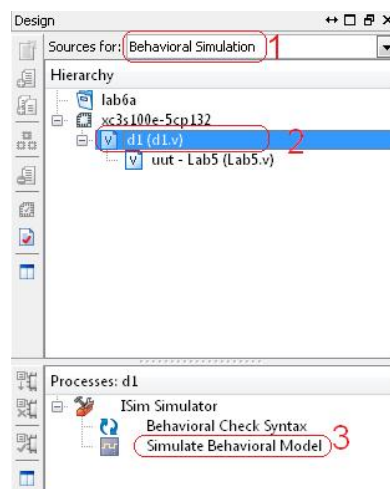 Design
Sources for: Behavioral Simulation 1
Hierarchy
lab6a
xc3s100e-5cp132
V d1 (d1.v) 2
V uut - Lab5 (Lab5.v)
Processes: d1
ISim Simulator
Behavioral Check Syntax
Simulate Behavioral Model 3